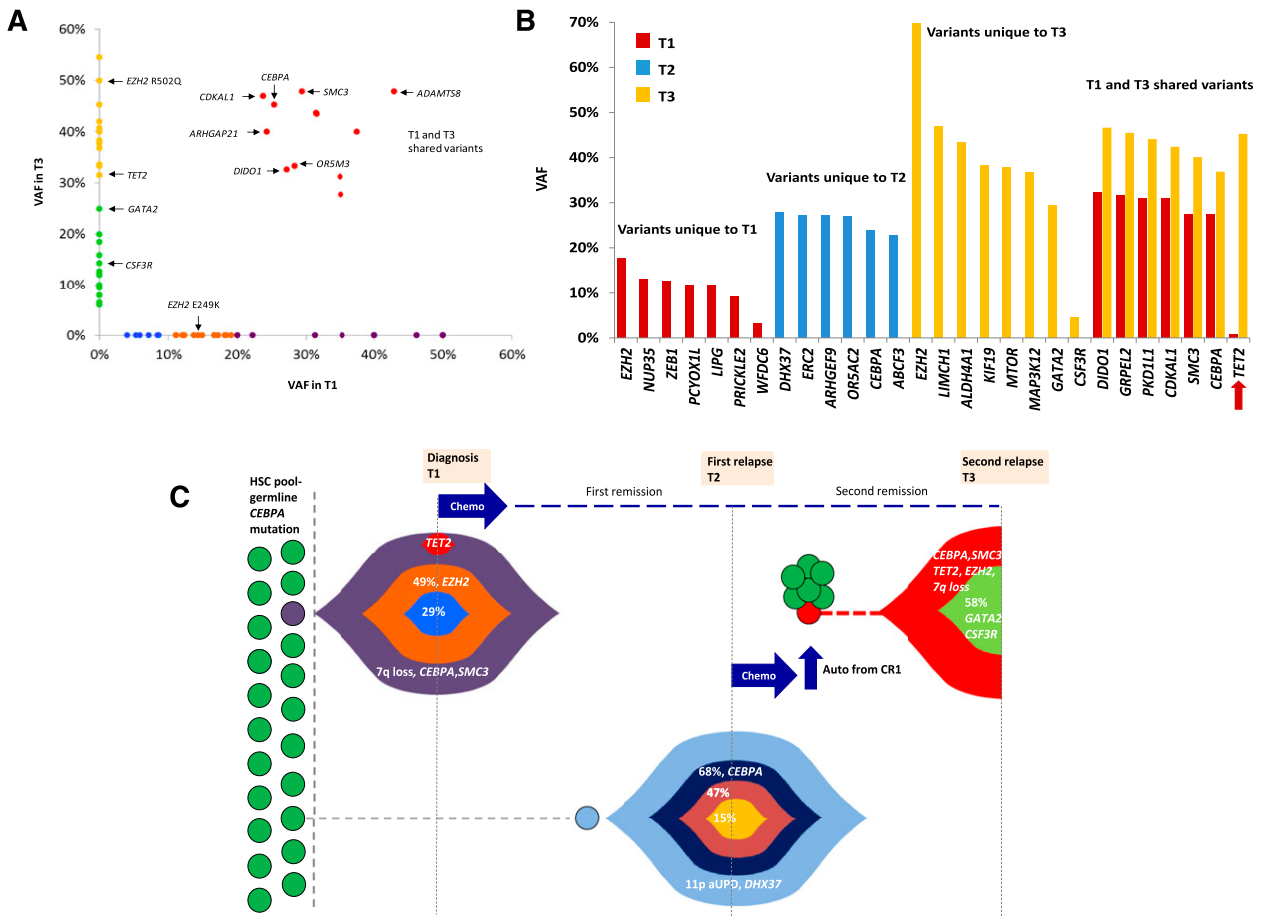 A
60%
50%
40%
30%
20%
10%
0%
VAF in T3
0%
10%
20%
30%
40%
50%
60%
VAF in T1
EZH2 R502Q
TET2
GATA2
CSF3R
EZH2 E249K
CDKAL1
CEBPA
SMC3
ADAMTS8
ARHGAP21
DIDO1
OR5M3
T1 and T3
shared variants
B
70%
60%
50%
40%
30%
20%
10%
0%
VAF
T1
T2
T3
Variants unique to T1
Variants unique to T2
Variants unique to T3
T1 and T3 shared variants
EZH2
NUP35
ZEB1
PCYOX1L
LIPG
PRICKLE2
WFDC6
DHX37
ERC2
ARHGEF9
OR5AC2
CEBPA
ABCF3
EZH2
LIMCH1
ALDH4A1
KIF19
MTOR
MAP3K12
GATA2
CSF3R
DIDO1
GRPEL2
PKD1L1
CDKAL1
SMC3
CEBPA
TET2
C
HSC pool-
germline
CEBPA
mutation
Diagnosis
T1
Chemo
First remission
First relapse
T2
Second remission
Second relapse
T3
TET2
49%, EZH2
29%
7q loss, CEBPA,SMC3
CEBPA,SMC3
TET2, EZH2,
7q loss
58%
GATA2
CSF3R
Chemo
Auto from CR1
68%, CEBPA
47%
15%
11p aUPD, DHX37